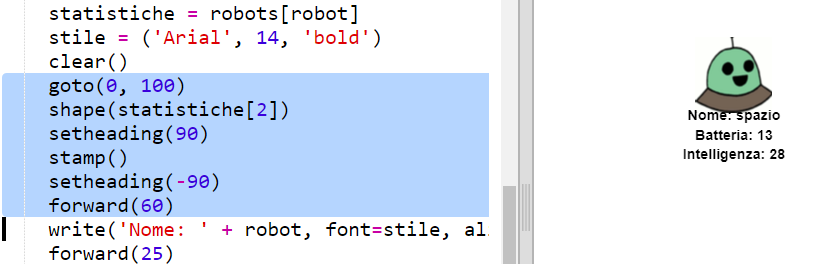 statistiche = robots[robot]
stile = ('Arial', 14, 'bold')
clear()
goto(0, 100)
shape(statistiche[2])
setheading(90)
stamp()
setheading(-90)
forward(60)
write('Nome: ' + robot, font=stile, al
forward(25)
Nome: spazio
Batteria: 13
Intelligenza: 28